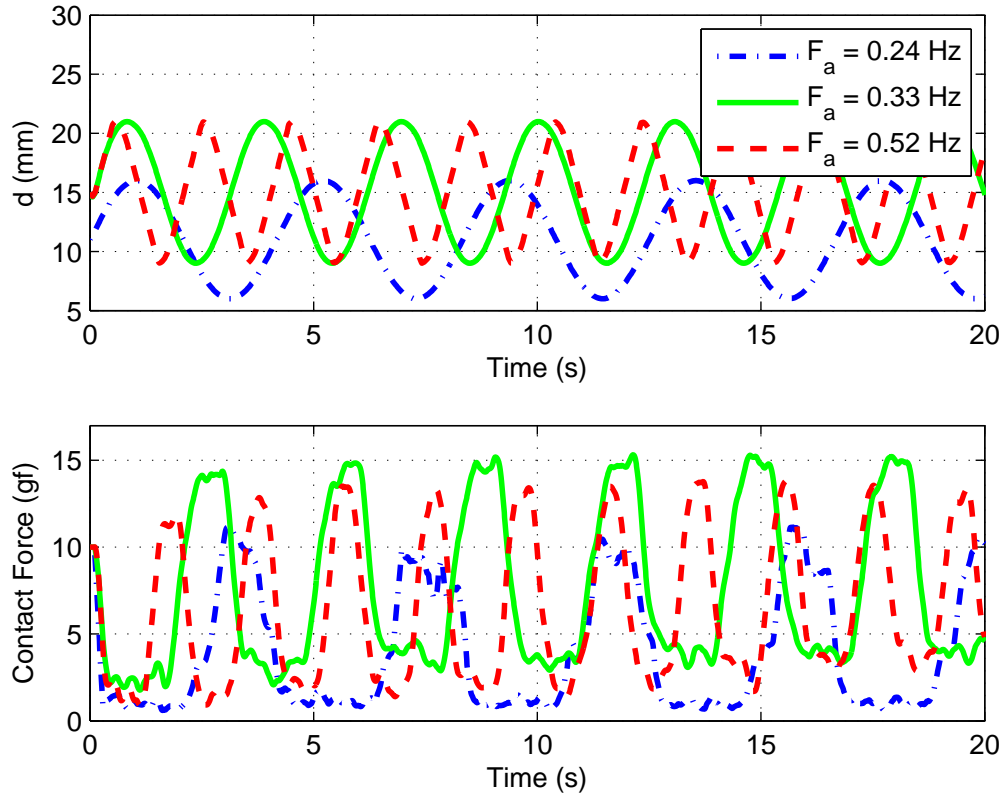 30
25
20
15
10
5
d (mm)
0 5 10 15 20
Time (s)
F_a = 0.24 Hz
F_a = 0.33 Hz
F_a = 0.52 Hz
15
10
5
0
Contact Force (gf)
0 5 10 15 20
Time (s)